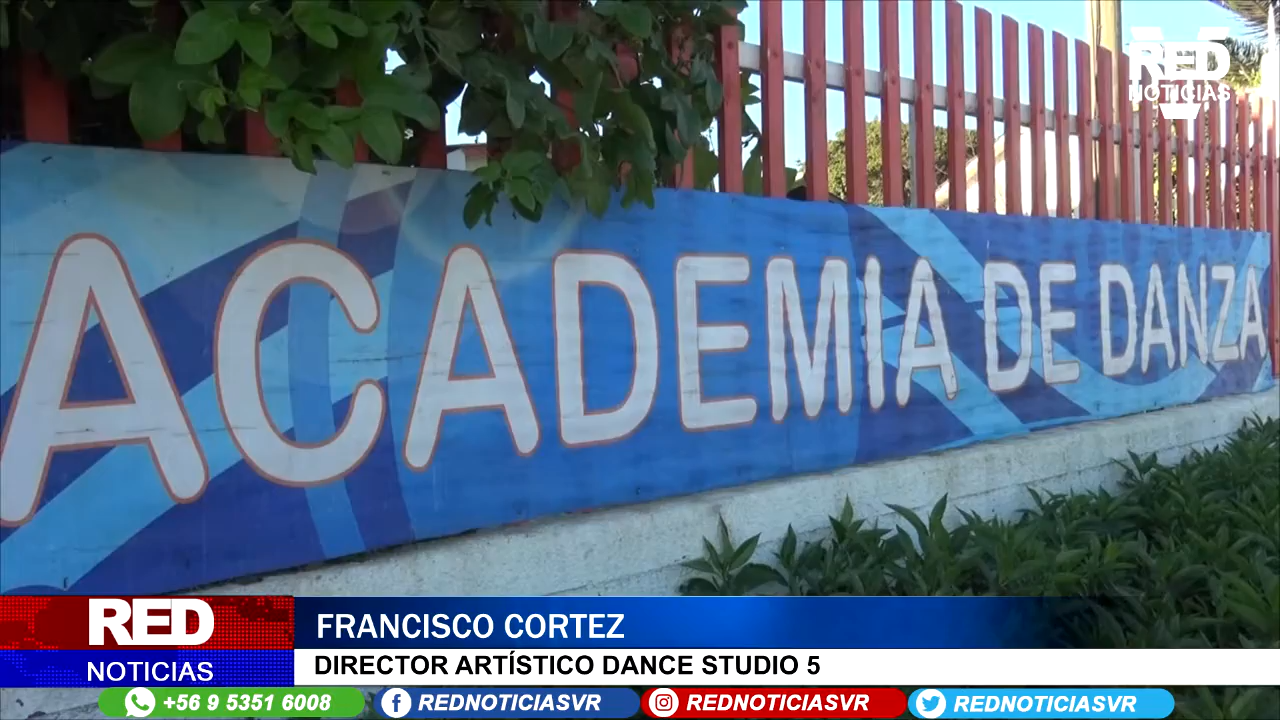 RED
NOTICIAS
ACADEMIA DE DANZA
RED
NOTICIAS
FRANCISCO CORTEZ
DIRECTOR ARTÍSTICO DANCE STUDIO 5
+56 9 5351 6008
REDNOTICIASVR
REDNOTICIASVR
REDNOTICIASVR